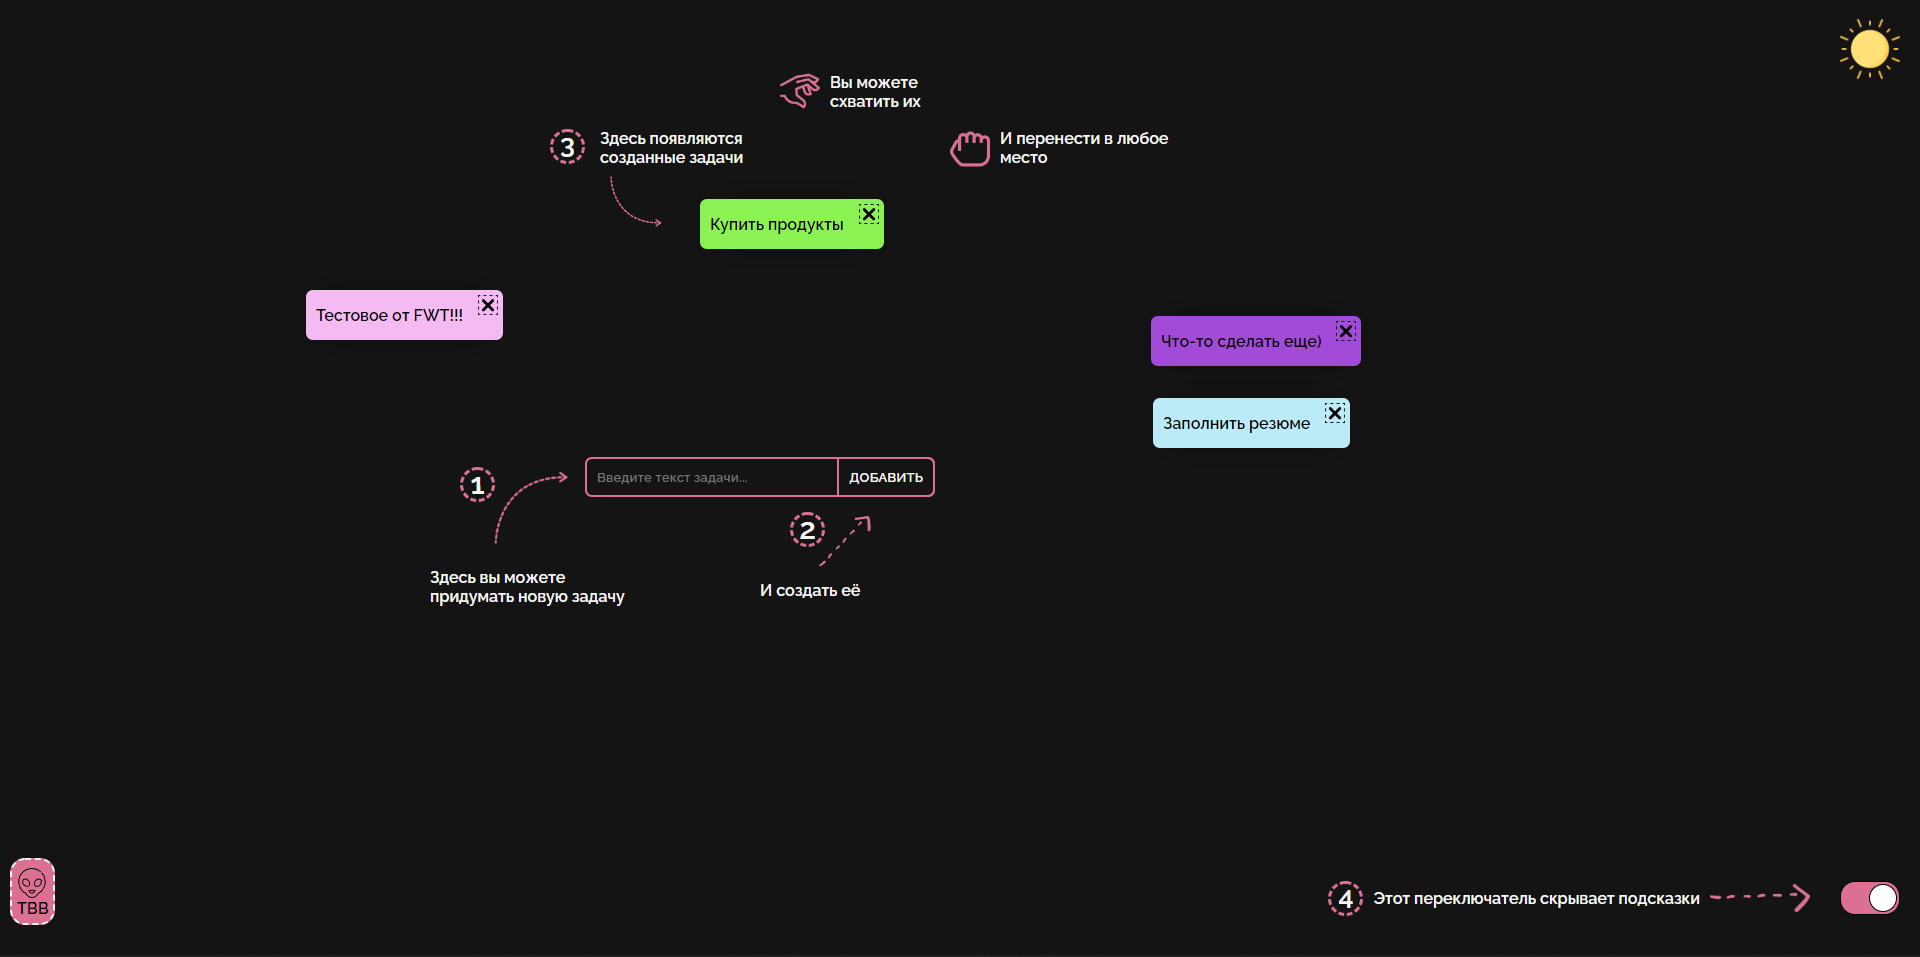 Вы можете
схватить их
3
Здесь появляются
созданные задачи
И перенести в любое
место
Купить продукты
Тестовое от FWT!!!
Что-то сделать еще)
Заполнить резюме
1
Введите текст задачи...
ДОБАВИТЬ
2
Здесь вы можете
придумать новую задачу
И создать её
TBB
4
Этот переключатель скрывает подсказки